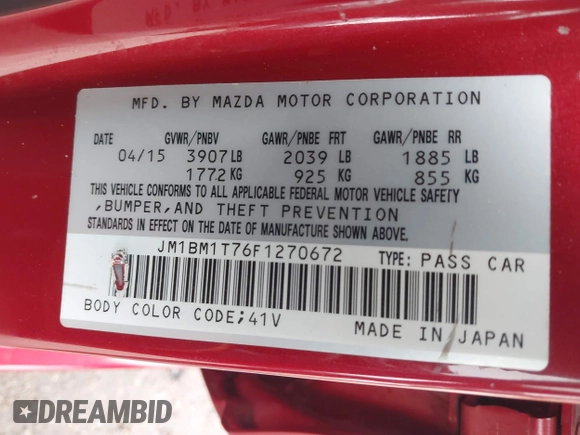 MFD. BY MAZDA MOTOR CORPORATION
DATE GVWR/PNBV GAWR/PNBE FRT GAWR/PNBE RR
04/15 3907 LB 2039 LB 1885 LB
1772 KG 925 KG 855 KG
THIS VEHICLE CONFORMS TO ALL APPLICABLE FEDERAL MOTOR VEHICLE SAFETY
,BUMPER,AND THEFT PREVENTION
STANDARDS IN EFFECT ON THE DATE OF MANUFACTURE SHOWN ABOVE.
JM1BM1T76F1270672 TYPE: PASS CAR
BODY COLOR CODE;41V
MADE IN JAPAN
DREAMBID